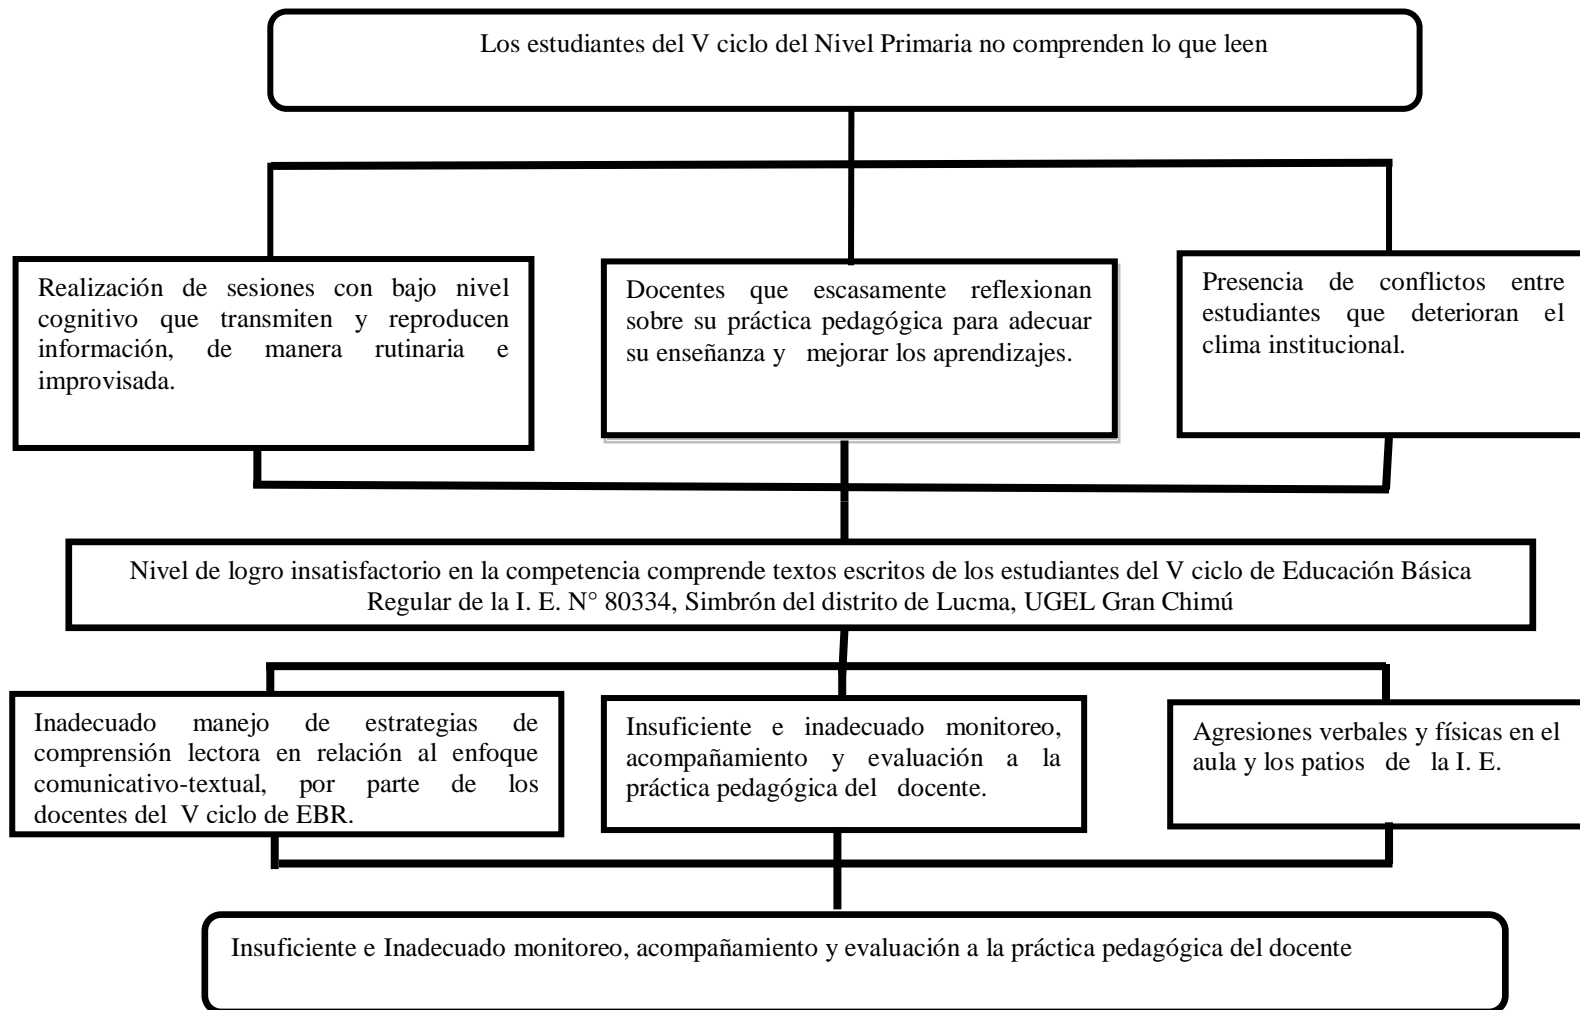 Los estudiantes del V ciclo del Nivel Primaria no comprenden lo que leen
Realización de sesiones con bajo nivel
cognitivo que transmiten y reproducen
información, de manera rutinaria e
improvisada.
Docentes que escasamente reflexionan
sobre su práctica pedagógica para adecuar
su enseñanza y mejorar los aprendizajes.
Presencia de conflictos entre
estudiantes que deterioran el
clima institucional.
Nivel de logro insatisfactorio en la competencia comprende textos escritos de los estudiantes del V ciclo de Educación Básica
Regular de la I. E. N° 80334, Simbrón del distrito de Lucma, UGEL Gran Chimú
Inadecuado manejo de estrategias de
comprensión lectora en relación al enfoque
comunicativo-textual, por parte de los
docentes del V ciclo de EBR.
Insuficiente e inadecuado monitoreo,
acompañamiento y evaluación a la
práctica pedagógica del docente.
Agresiones verbales y físicas en el
aula y los patios de la I. E.
Insuficiente e Inadecuado monitoreo, acompañamiento y evaluación a la práctica pedagógica del docente